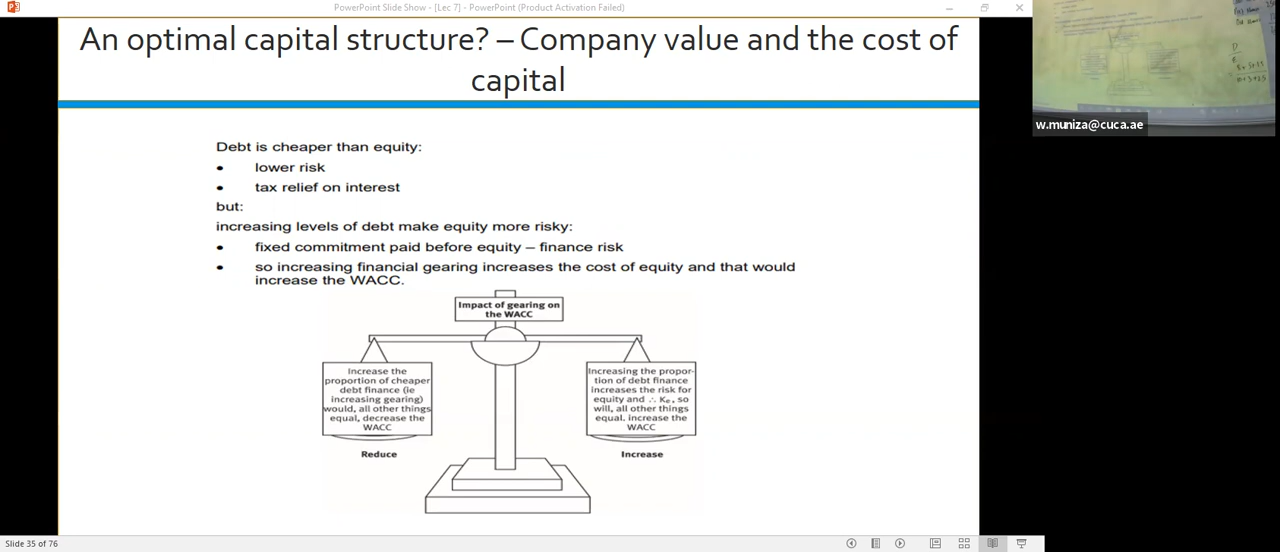 PowerPoint Slide Show - [Lec 7] - PowerPoint (Product Activation Failed)
An optimal capital structure? – Company value and the cost of
capital
w.muniza@cuca.ae
Debt is cheaper than equity:
• lower risk
• tax relief on interest
but:
increasing levels of debt make equity more risky:
• fixed commitment paid before equity – finance risk
• so increasing financial gearing increases the cost of equity and that would
increase the WACC.
Impact of gearing on
the WACC
Increase the
proportion of cheaper
debt finance (ie
increasing gearing)
would, all other things
equal, decrease the
WACC
Reduce
Increasing the propor-
tion of debt finance
increases the risk for
equity and ∴ Ke, so
will, all other things
equal, increase the
WACC
Increase
Slide 35 of 76